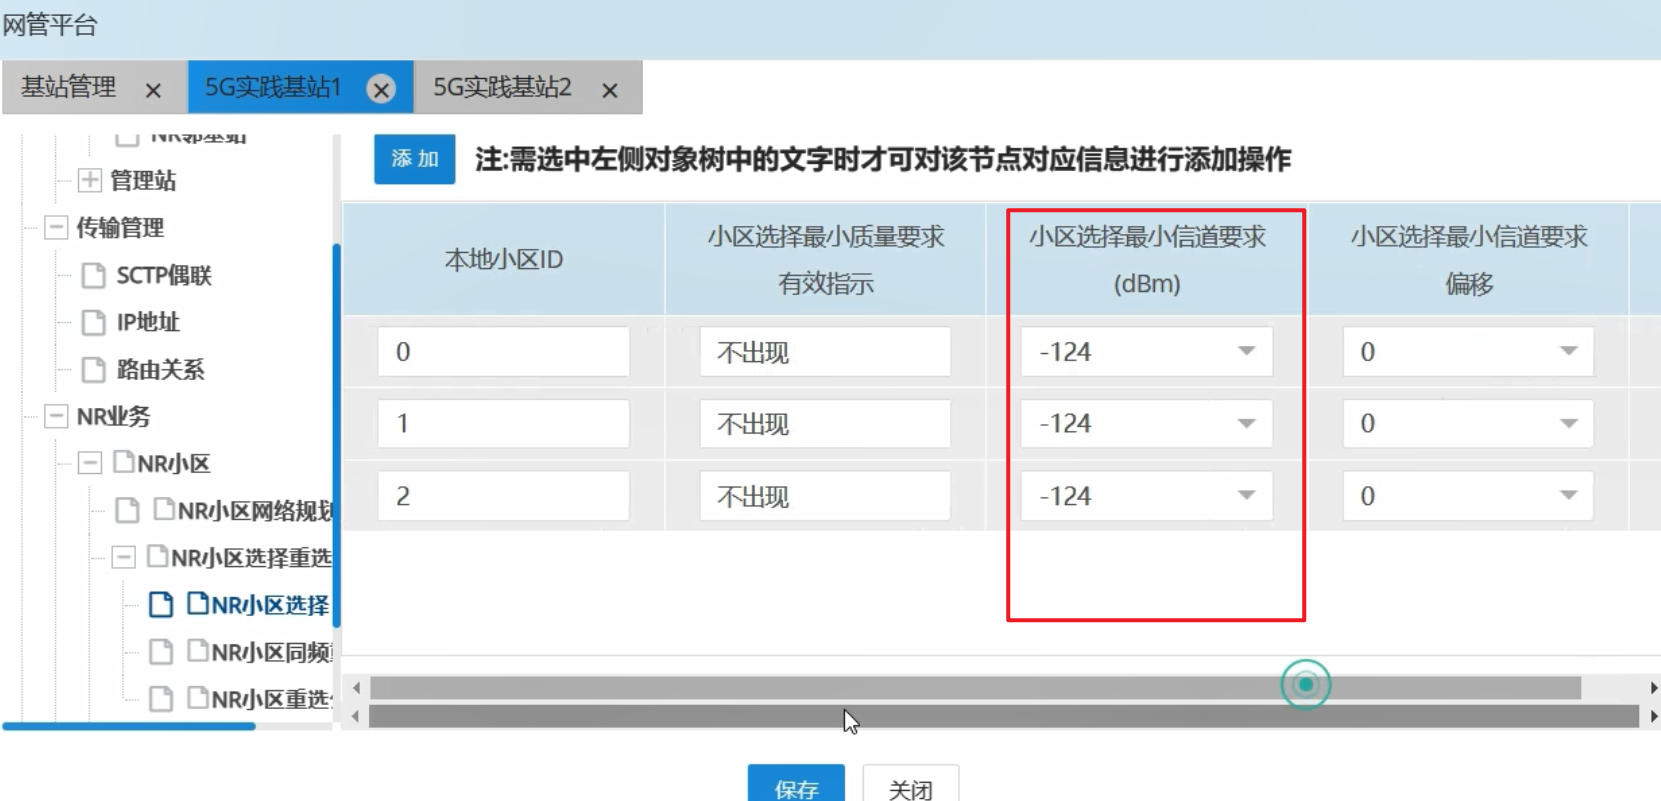 网管平台
基站管理 × 5G实践基站1 × 5G实践基站2 ×
NR邻基站
管理站
传输管理
SCTP偶联
IP地址
路由关系
NR业务
NR小区
NR小区网络规划
NR小区选择重选
NR小区选择
NR小区同频
NR小区重选
添 加 注:需选中左侧对象树中的文字时才可对该节点对应信息进行添加操作
本地小区ID
小区选择最小质量要求
有效指示
小区选择最小信道要求
(dBm)
小区选择最小信道要求
偏移
0 不出现 -124 0
1 不出现 -124 0
2 不出现 -124 0
保存 关闭